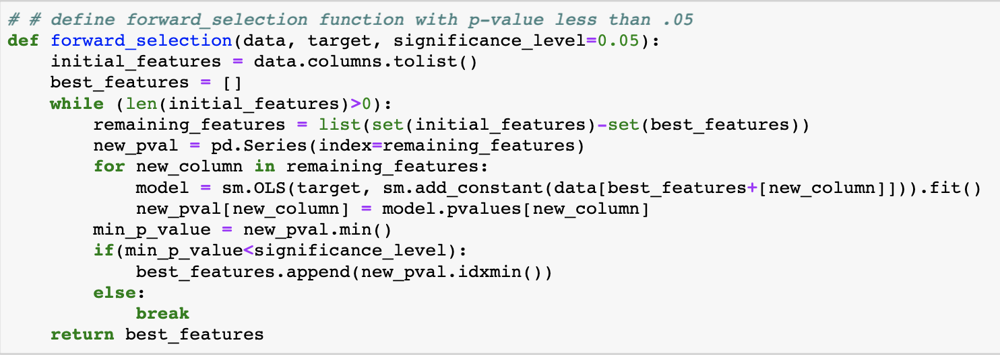 # # define forward_selection function with p-value less than .05
def forward_selection(data, target, significance_level=0.05):
    initial_features = data.columns.tolist()
    best_features = []
    while (len(initial_features)>0):
        remaining_features = list(set(initial_features)-set(best_features))
        new_pval = pd.Series(index=remaining_features)
        for new_column in remaining_features:
            model = sm.OLS(target, sm.add_constant(data[best_features+[new_column]])).fit()
            new_pval[new_column] = model.pvalues[new_column]
        min_p_value = new_pval.min()
        if(min_p_value<significance_level):
            best_features.append(new_pval.idxmin())
        else:
            break
    return best_features